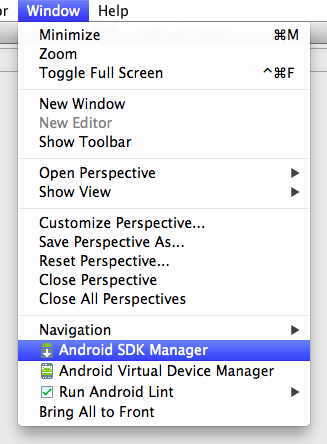 or Window Help
Minimize ⌘M
Zoom
Toggle Full Screen ^⌘F
New Window
New Editor
Show Toolbar
Open Perspective
Show View
Customize Perspective...
Save Perspective As...
Reset Perspective...
Close Perspective
Close All Perspectives
Navigation
Android SDK Manager
Android Virtual Device Manager
Run Android Lint
Bring All to Front